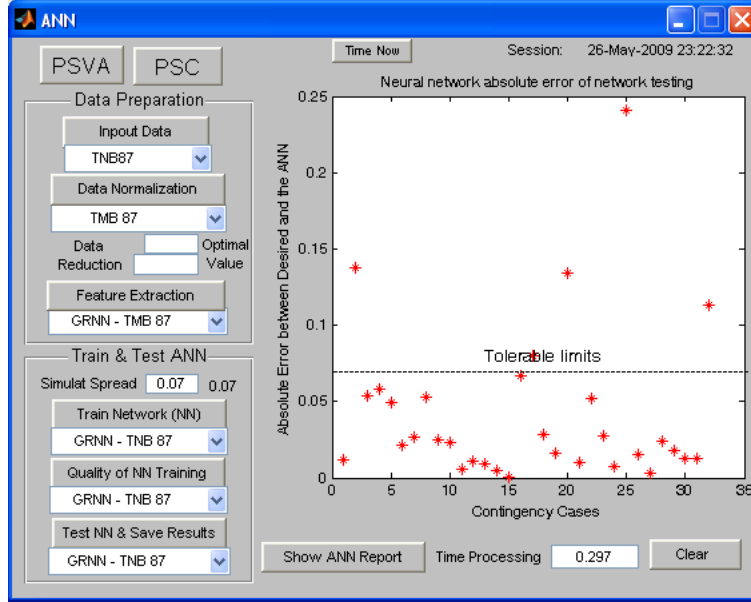 ANN
PSVA PSC
Time Now Session: 26-May-2009 23:22:32
Data Preparation
Inpout Data
TNB87
Data Normalization
TMB 87
Data Reduction Optimal Value
Feature Extraction
GRNN - TMB 87
Train & Test ANN
Simulat Spread 0.07 0.07
Train Network (NN)
GRNN - TNB 87
Quality of NN Training
GRNN - TNB 87
Test NN & Save Results
GRNN - TNB 87
Neural network absolute error of network testing
Absolute Error between Desired and the ANN
0.25
0.2
0.15
0.1
0.05
0
Tolerable limits
0 5 10 15 20 25 30 35
Contingency Cases
Show ANN Report Time Processing 0.297 Clear